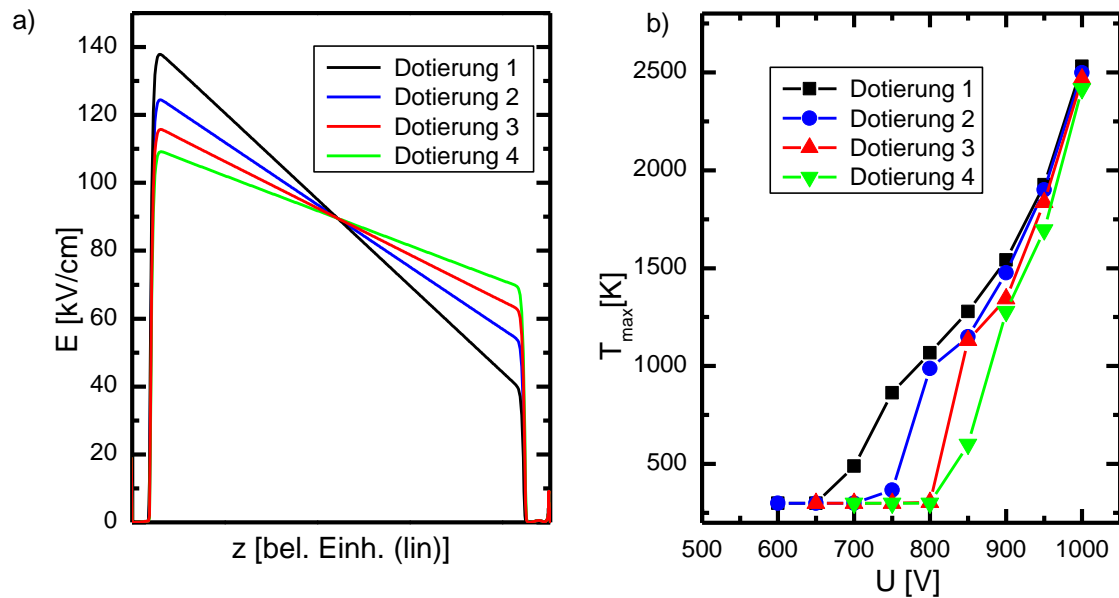 a)
140
120
100
80
60
40
20
0
E [kV/cm]
z [bel. Einh. (lin)]
Dotierung 1
Dotierung 2
Dotierung 3
Dotierung 4
b)
2500
2000
1500
1000
500
T_max[K]
500 600 700 800 900 1000
U [V]
Dotierung 1
Dotierung 2
Dotierung 3
Dotierung 4